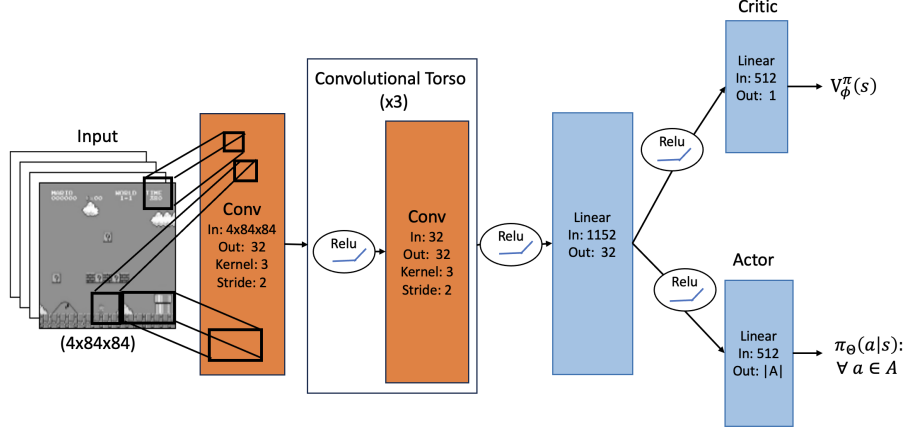 Critic
Linear
In: 512
Out: 1
V^π_ϕ(s)
Convolutional Torso
(x3)
Input
MARIO
000000
WORLD
1-1
TIME
Conv
In: 4x84x84
Out: 32
Kernel: 3
Stride: 2
(4x84x84)
Relu
Conv
In: 32
Out: 32
Kernel: 3
Stride: 2
Relu
Linear
In: 1152
Out: 32
Relu
Relu
Actor
Linear
In: 512
Out: |A|
π_Θ(a|s):
∀ a ∈ A